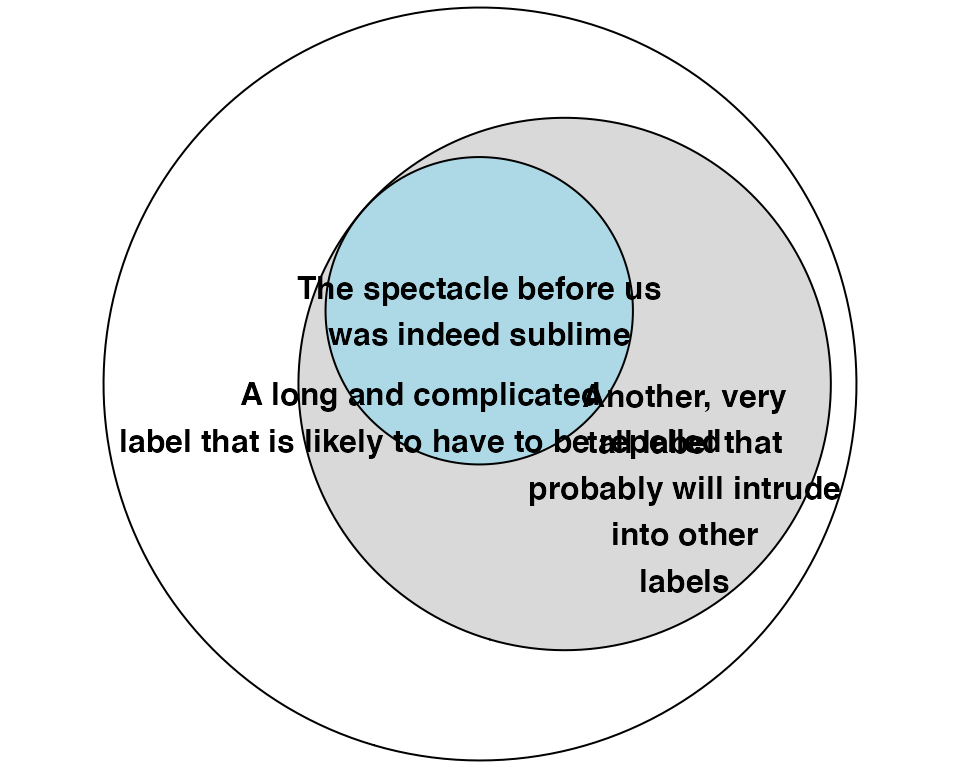 The spectacle before us
was indeed sublime
A long and complicated
label that is likely to have to be repelled
Another, very
tall label that
probably will intrude
into other
labels